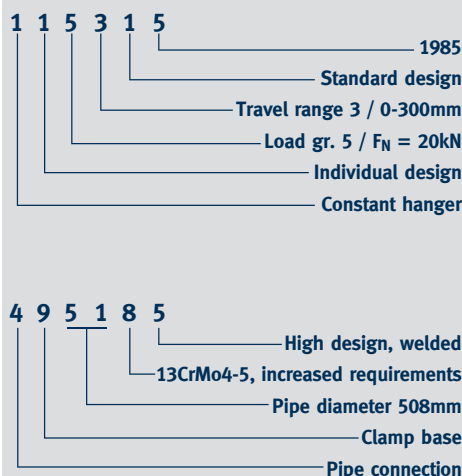 1 1 5 3 1 5
1985
Standard design
Travel range 3 / 0-300mm
Load gr. 5 / FN = 20kN
Individual design
Constant hanger
4 9 5 1 8 5
High design, welded
13CrMo4-5, increased requirements
Pipe diameter 508mm
Clamp base
Pipe connection